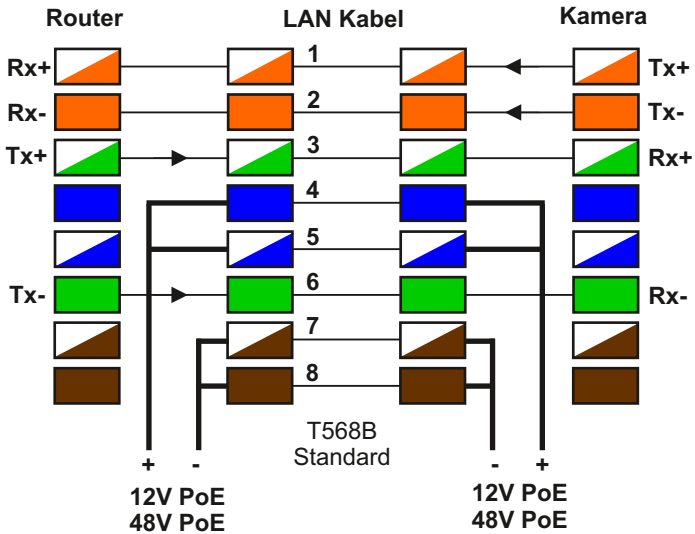 Router LAN Kabel Kamera
Rx+ 1 Tx+
Rx- 2 Tx-
Tx+ 3 Rx+
4
5
Tx- 6 Rx-
7
8
T568B
Standard
+ - - +
12V PoE 12V PoE
48V PoE 48V PoE